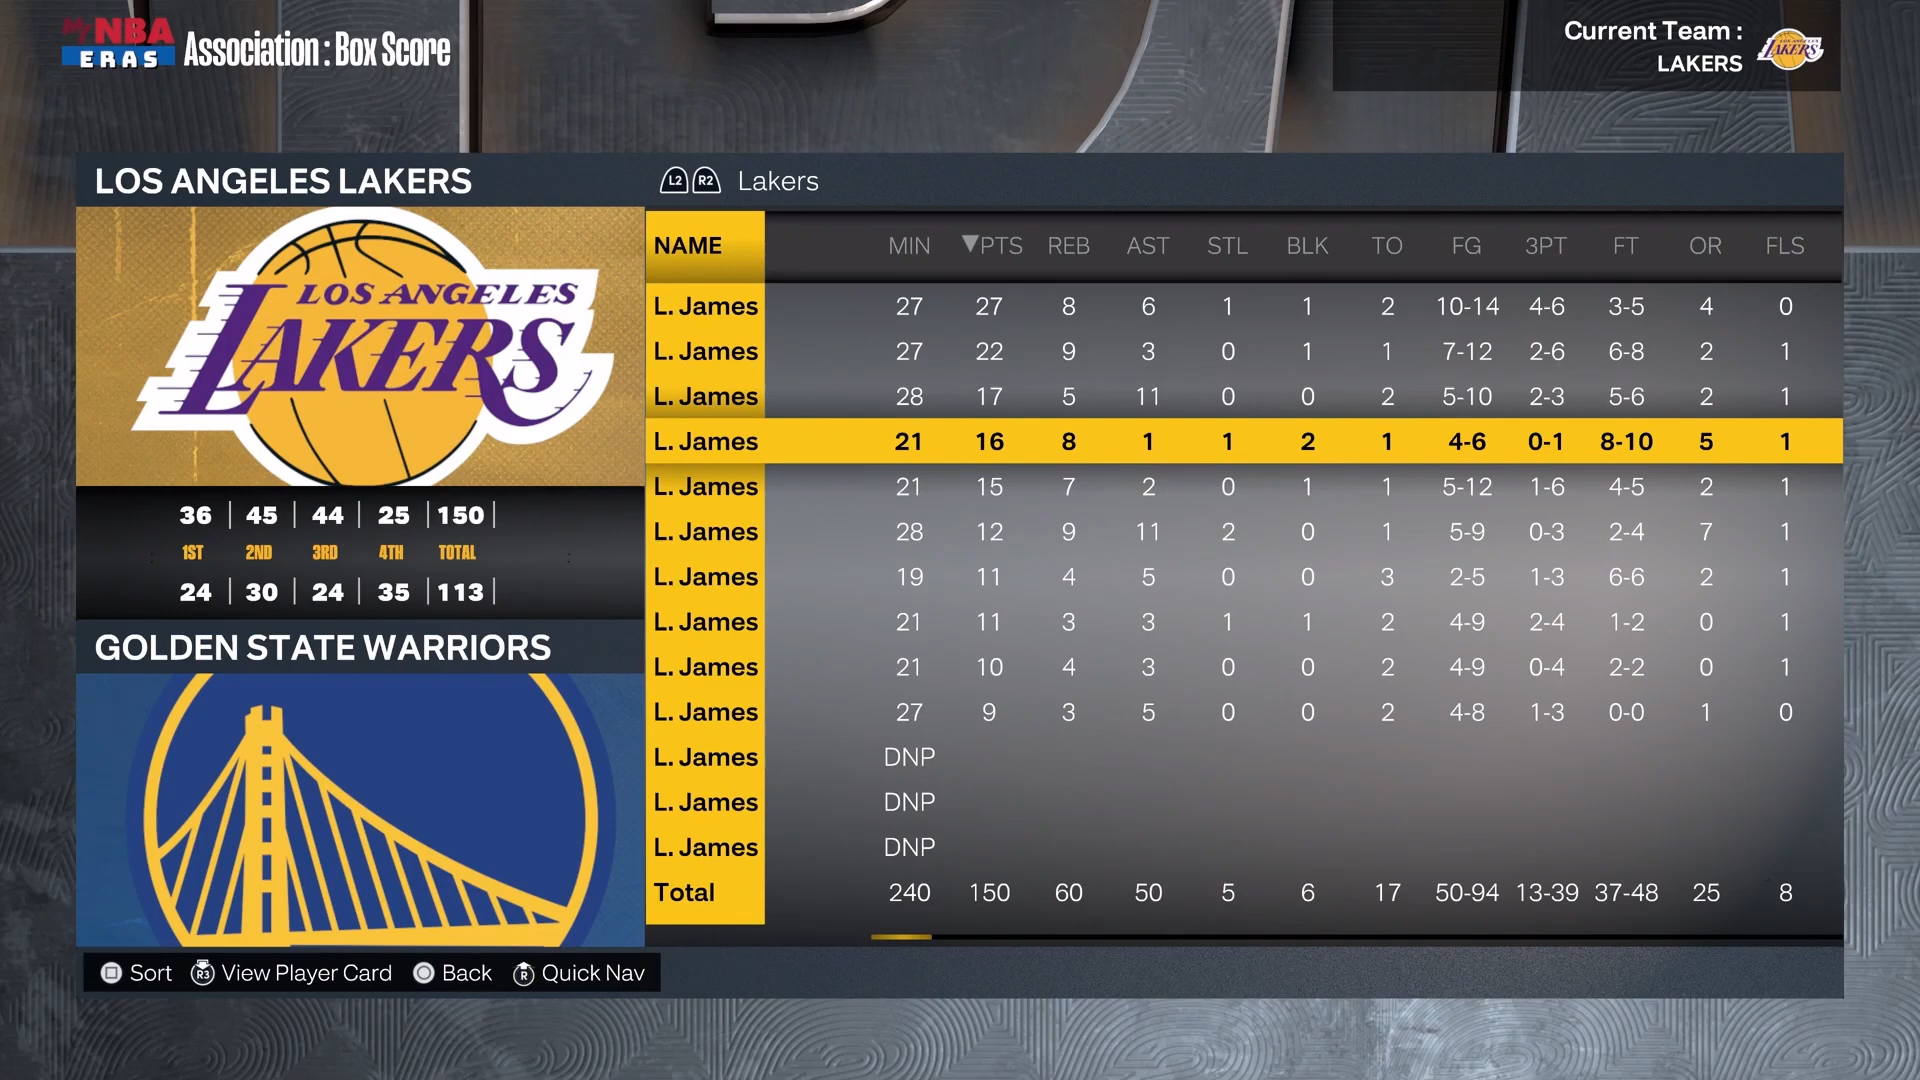 My NBA ERAS Association : Box Score
Current Team :
LAKERS
LOS ANGELES LAKERS
LOS ANGELES
LAKERS
36 | 45 | 44 | 25 | 150 |
1ST 2ND 3RD 4TH TOTAL
24 | 30 | 24 | 35 | 113 |
GOLDEN STATE WARRIORS
L2 R2 Lakers
NAME MIN ▼PTS REB AST STL BLK TO FG 3PT FT OR FLS
L. James 27 27 8 6 1 1 2 10-14 4-6 3-5 4 0
L. James 27 22 9 3 0 1 1 7-12 2-6 6-8 2 1
L. James 28 17 5 11 0 0 2 5-10 2-3 5-6 2 1
L. James 21 16 8 1 1 2 1 4-6 0-1 8-10 5 1
L. James 21 15 7 2 0 1 1 5-12 1-6 4-5 2 1
L. James 28 12 9 11 2 0 1 5-9 0-3 2-4 7 1
L. James 19 11 4 5 0 0 3 2-5 1-3 6-6 2 1
L. James 21 11 3 3 1 1 2 4-9 2-4 1-2 0 1
L. James 21 10 4 3 0 0 2 4-9 0-4 2-2 0 1
L. James 27 9 3 5 0 0 2 4-8 1-3 0-0 1 0
L. James DNP
L. James DNP
L. James DNP
Total 240 150 60 50 5 6 17 50-94 13-39 37-48 25 8
Sort R3 View Player Card Back R Quick Nav